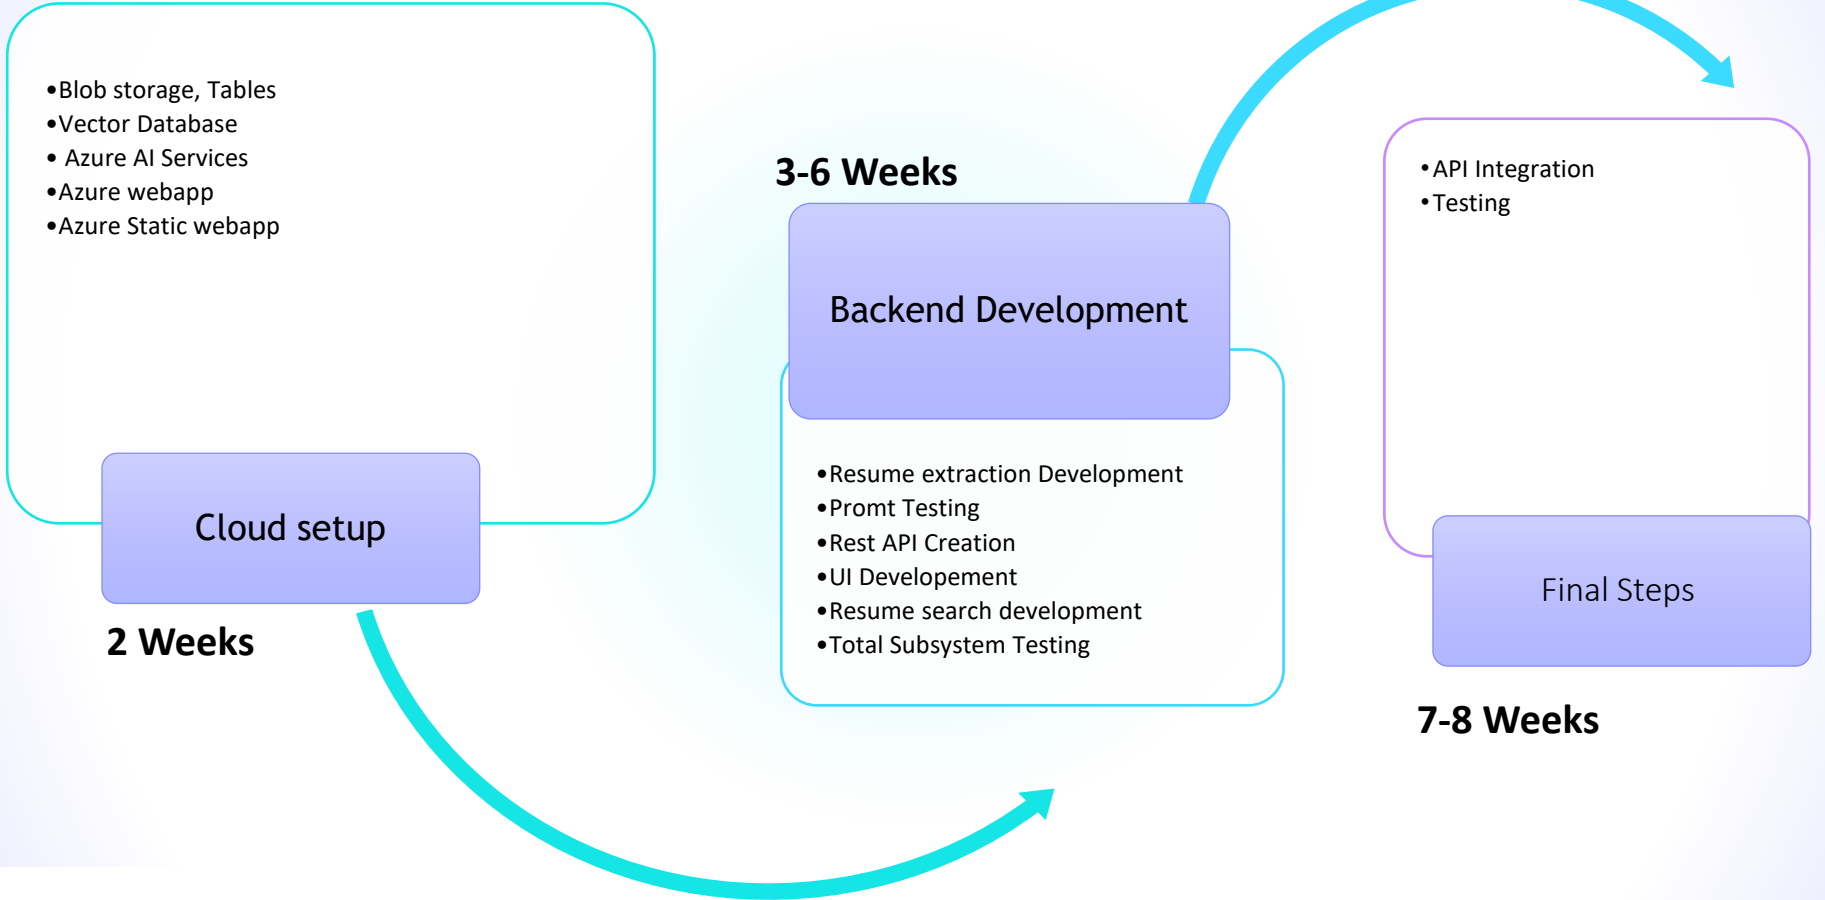 •Blob storage, Tables
•Vector Database
• Azure AI Services
•Azure webapp
•Azure Static webapp
Cloud setup
2 Weeks
3-6 Weeks
Backend Development
•Resume extraction Development
•Promt Testing
•Rest API Creation
•UI Developement
•Resume search development
•Total Subsystem Testing
•API Integration
•Testing
Final Steps
7-8 Weeks